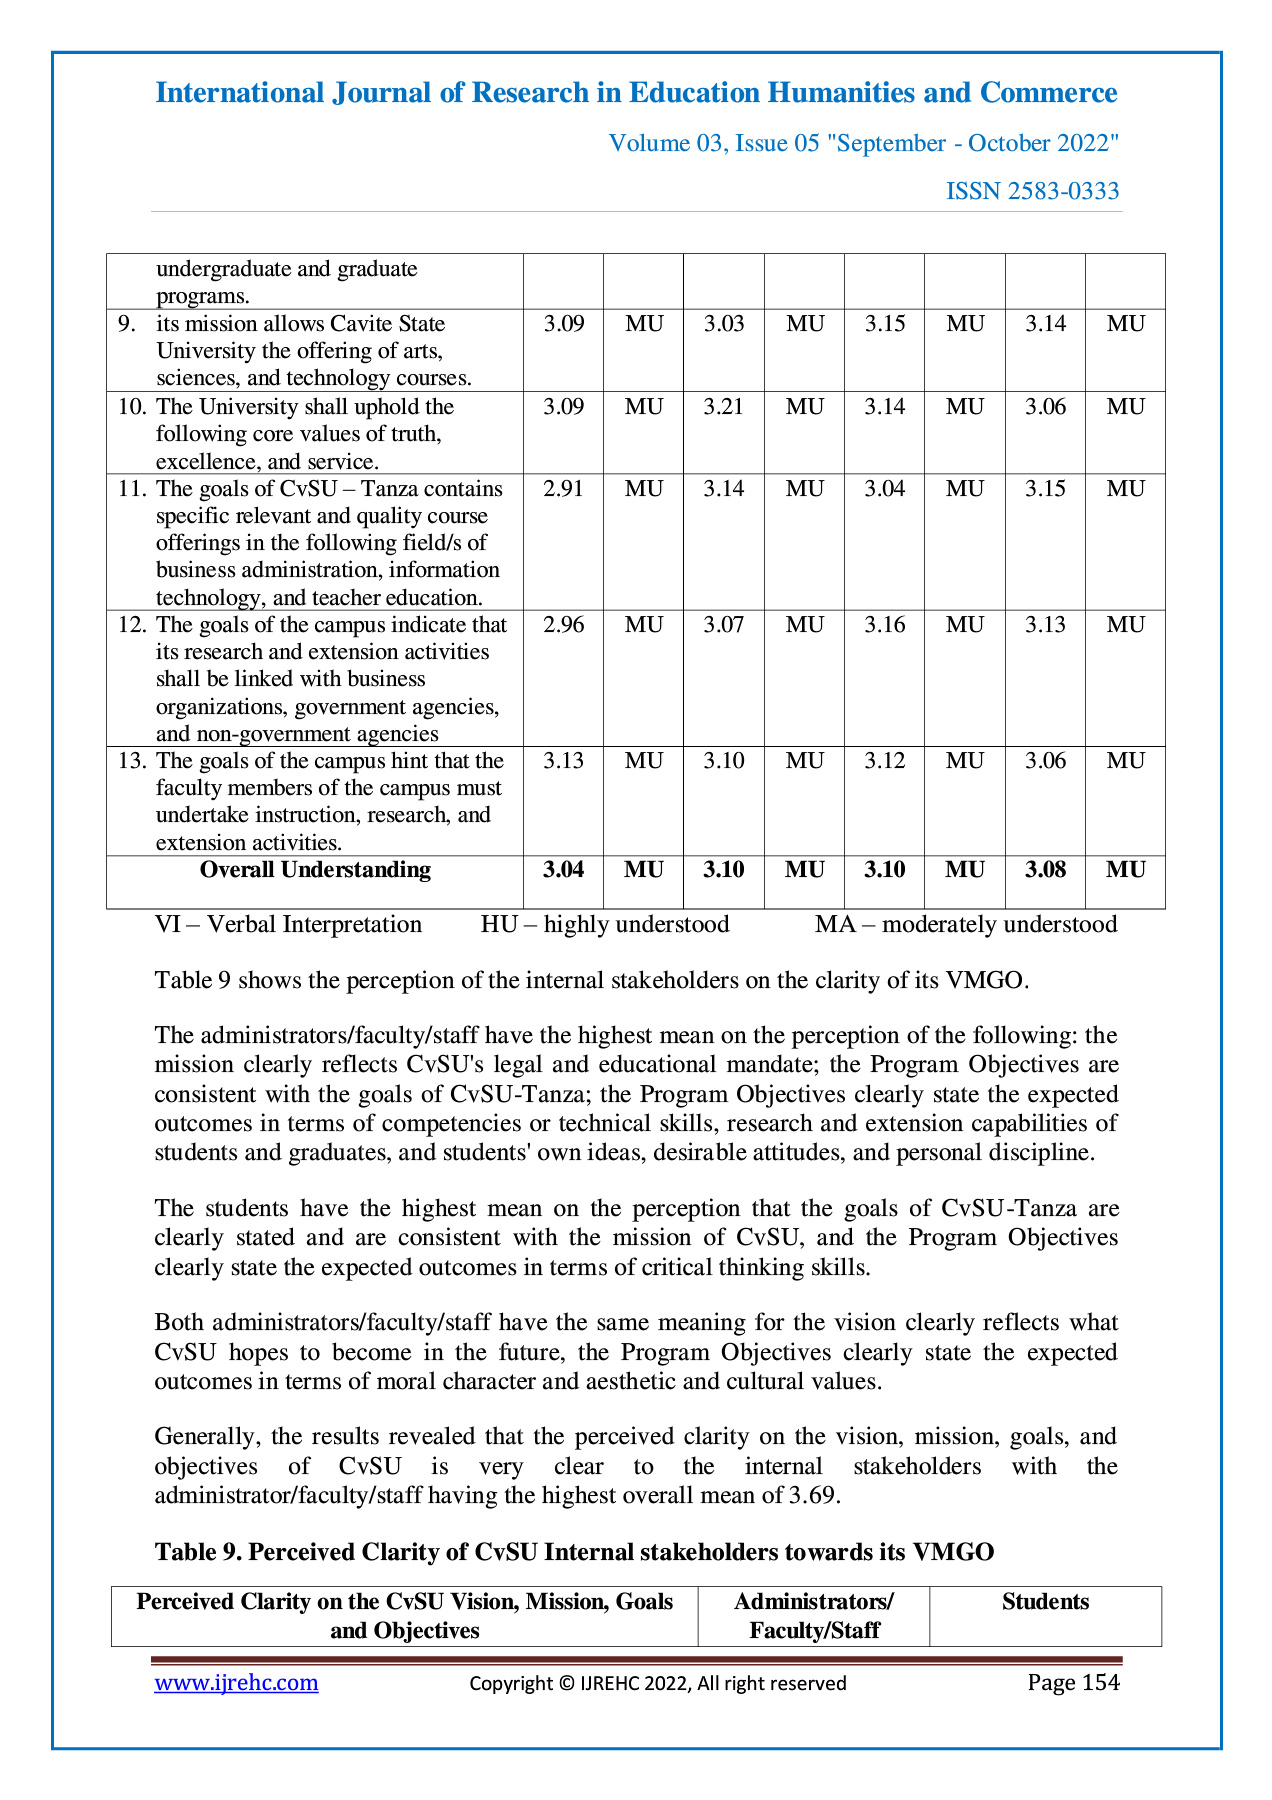 International Journal of Research in Education Humanities and Commerce
Volume 03, Issue 05 "September - October 2022"
ISSN 2583-0333
undergraduate and graduate
programs.
9. its mission allows Cavite State 3.09 MU 3.03 MU 3.15 MU 3.14 MU
University the offering of arts,
sciences, and technology courses.
10. The University shall uphold the 3.09 MU 3.21 MU 3.14 MU 3.06 MU
following core values of truth,
excellence, and service.
11. The goals of CvSU – Tanza contains 2.91 MU 3.14 MU 3.04 MU 3.15 MU
specific relevant and quality course
offerings in the following field/s of
business administration, information
technology, and teacher education.
12. The goals of the campus indicate that 2.96 MU 3.07 MU 3.16 MU 3.13 MU
its research and extension activities
shall be linked with business
organizations, government agencies,
and non-government agencies
13. The goals of the campus hint that the 3.13 MU 3.10 MU 3.12 MU 3.06 MU
faculty members of the campus must
undertake instruction, research, and
extension activities.
Overall Understanding 3.04 MU 3.10 MU 3.10 MU 3.08 MU
VI – Verbal Interpretation HU – highly understood MA – moderately understood
Table 9 shows the perception of the internal stakeholders on the clarity of its VMGO.
The administrators/faculty/staff have the highest mean on the perception of the following: the
mission clearly reflects CvSU's legal and educational mandate; the Program Objectives are
consistent with the goals of CvSU-Tanza; the Program Objectives clearly state the expected
outcomes in terms of competencies or technical skills, research and extension capabilities of
students and graduates, and students' own ideas, desirable attitudes, and personal discipline.
The students have the highest mean on the perception that the goals of CvSU-Tanza are
clearly stated and are consistent with the mission of CvSU, and the Program Objectives
clearly state the expected outcomes in terms of critical thinking skills.
Both administrators/faculty/staff have the same meaning for the vision clearly reflects what
CvSU hopes to become in the future, the Program Objectives clearly state the expected
outcomes in terms of moral character and aesthetic and cultural values.
Generally, the results revealed that the perceived clarity on the vision, mission, goals, and
objectives of CvSU is very clear to the internal stakeholders with the
administrator/faculty/staff having the highest overall mean of 3.69.
Table 9. Perceived Clarity of CvSU Internal stakeholders towards its VMGO
Perceived Clarity on the CvSU Vision, Mission, Goals Administrators/ Students
and Objectives Faculty/Staff
www.ijrehc.com Copyright © IJREHC 2022, All right reserved Page 154